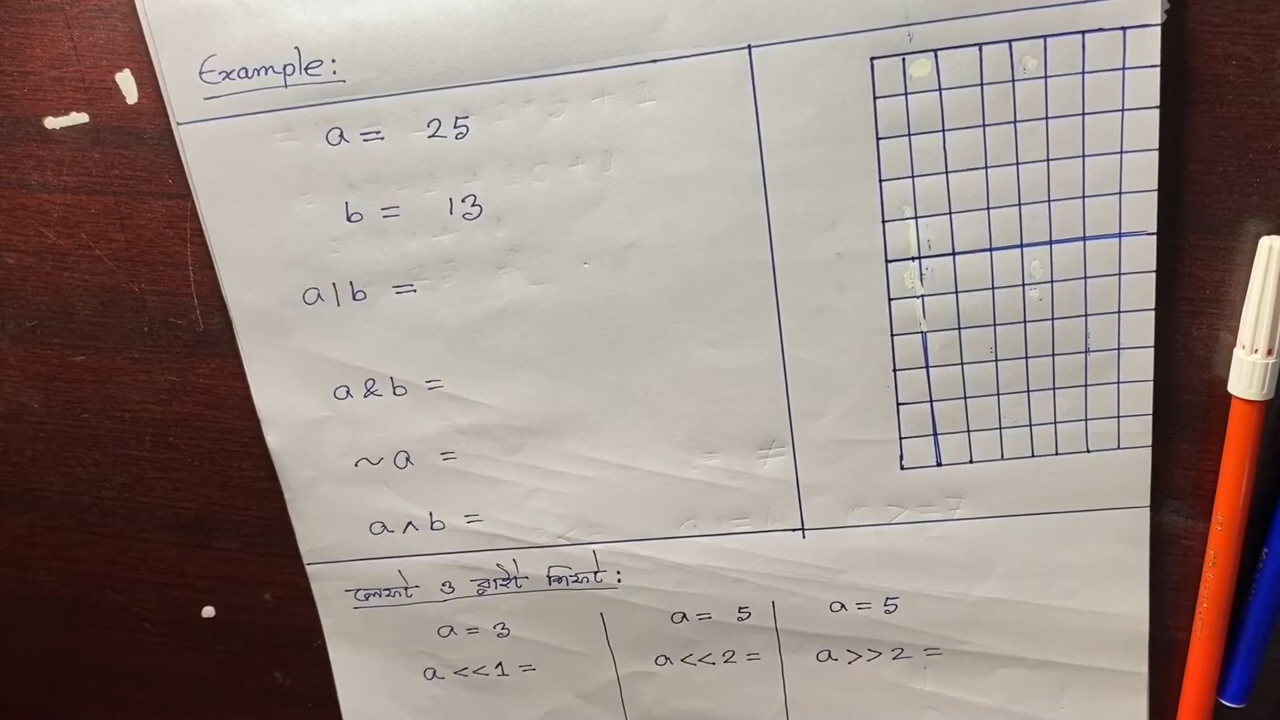 Example:
a = 25
b = 13
a|b =
a & b =
~a =
a ^ b =
লেফট ও রাইট শিফট:
a = 3
a << 1 =
a = 5
a << 2 =
a = 5
a >> 2 =